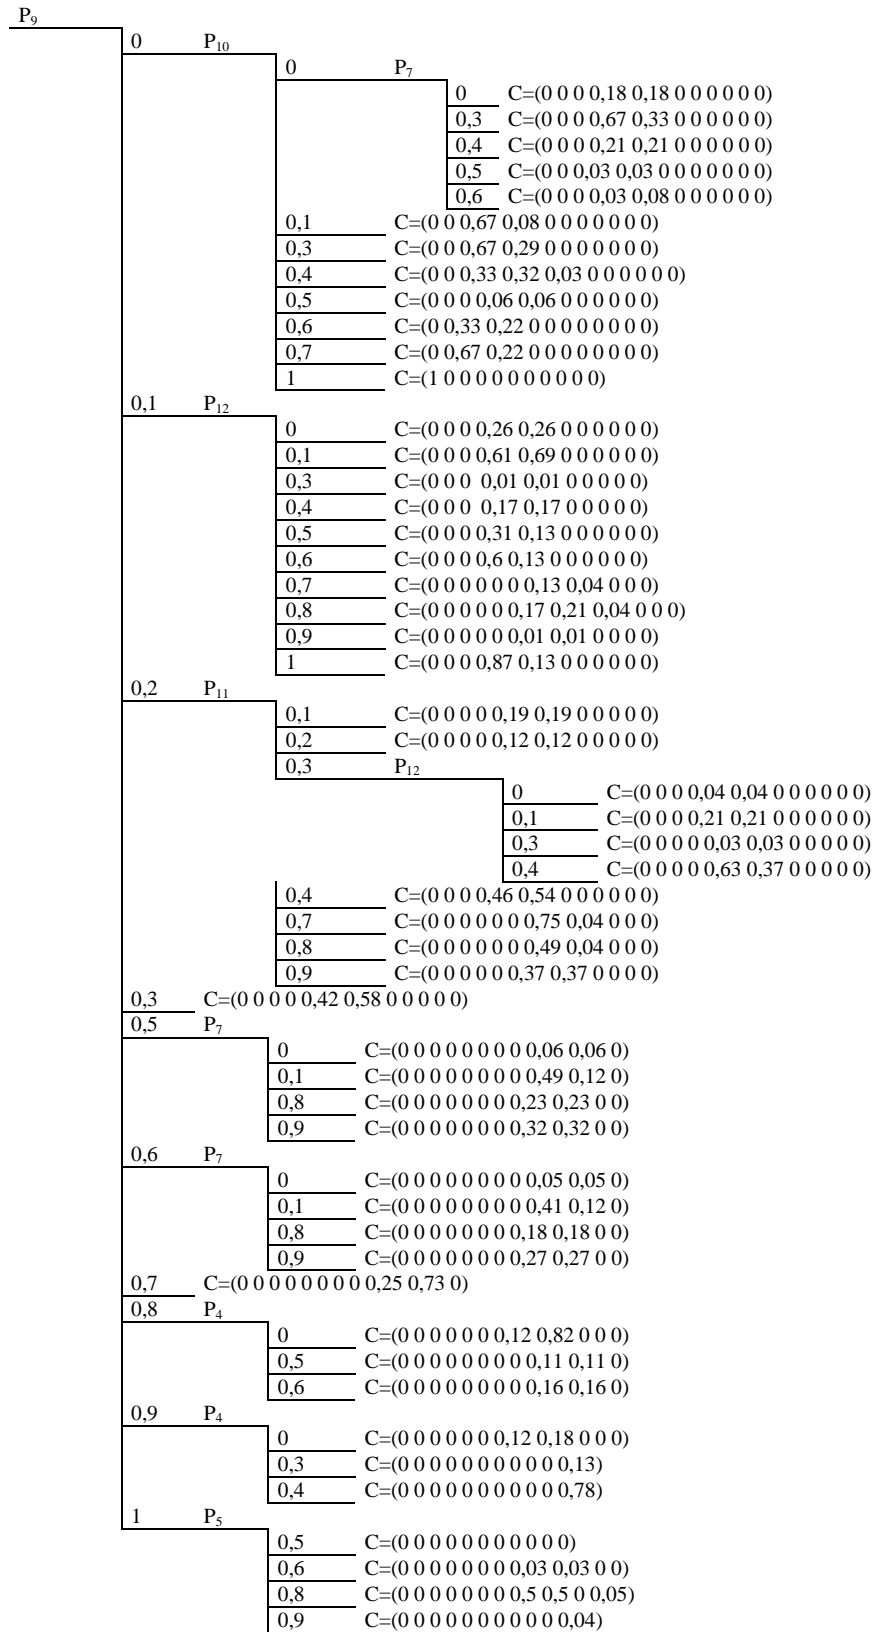 P₉
0 P₁₀
0 P₇
0 C=(0 0 0 0,18 0,18 0 0 0 0 0 0)
0,3 C=(0 0 0 0,67 0,33 0 0 0 0 0 0)
0,4 C=(0 0 0 0,21 0,21 0 0 0 0 0 0)
0,5 C=(0 0 0,03 0,03 0 0 0 0 0 0 0)
0,6 C=(0 0 0 0,03 0,08 0 0 0 0 0 0)
0,1 C=(0 0 0,67 0,08 0 0 0 0 0 0 0)
0,3 C=(0 0 0,67 0,29 0 0 0 0 0 0 0)
0,4 C=(0 0 0,33 0,32 0,03 0 0 0 0 0 0)
0,5 C=(0 0 0 0,06 0,06 0 0 0 0 0 0)
0,6 C=(0 0,33 0,22 0 0 0 0 0 0 0 0)
0,7 C=(0 0,67 0,22 0 0 0 0 0 0 0 0)
1 C=(1 0 0 0 0 0 0 0 0 0 0)
0,1 P₁₂
0 C=(0 0 0 0,26 0,26 0 0 0 0 0 0)
0,1 C=(0 0 0 0,61 0,69 0 0 0 0 0 0)
0,3 C=(0 0 0 0,01 0,01 0 0 0 0 0)
0,4 C=(0 0 0 0,17 0,17 0 0 0 0 0)
0,5 C=(0 0 0 0,31 0,13 0 0 0 0 0 0)
0,6 C=(0 0 0 0,6 0,13 0 0 0 0 0 0)
0,7 C=(0 0 0 0 0 0 0,13 0,04 0 0 0)
0,8 C=(0 0 0 0 0 0,17 0,21 0,04 0 0 0)
0,9 C=(0 0 0 0 0 0,01 0,01 0 0 0 0)
1 C=(0 0 0 0,87 0,13 0 0 0 0 0 0)
0,2 P₁₁
0,1 C=(0 0 0 0 0,19 0,19 0 0 0 0 0)
0,2 C=(0 0 0 0 0,12 0,12 0 0 0 0 0)
0,3 P₁₂
0 C=(0 0 0 0,04 0,04 0 0 0 0 0 0)
0,1 C=(0 0 0 0,21 0,21 0 0 0 0 0 0)
0,3 C=(0 0 0 0 0,03 0,03 0 0 0 0 0)
0,4 C=(0 0 0 0 0,63 0,37 0 0 0 0 0)
0,4 C=(0 0 0 0,46 0,54 0 0 0 0 0 0)
0,7 C=(0 0 0 0 0 0 0,75 0,04 0 0 0)
0,8 C=(0 0 0 0 0 0 0,49 0,04 0 0 0)
0,9 C=(0 0 0 0 0 0,37 0,37 0 0 0 0)
0,3 C=(0 0 0 0 0,42 0,58 0 0 0 0 0)
0,5 P₇
0 C=(0 0 0 0 0 0 0 0 0,06 0,06 0)
0,1 C=(0 0 0 0 0 0 0 0 0,49 0,12 0)
0,8 C=(0 0 0 0 0 0 0 0,23 0,23 0 0)
0,9 C=(0 0 0 0 0 0 0 0,32 0,32 0 0)
0,6 P₇
0 C=(0 0 0 0 0 0 0 0 0,05 0,05 0)
0,1 C=(0 0 0 0 0 0 0 0 0,41 0,12 0)
0,8 C=(0 0 0 0 0 0 0 0,18 0,18 0 0)
0,9 C=(0 0 0 0 0 0 0 0,27 0,27 0 0)
0,7 C=(0 0 0 0 0 0 0 0 0,25 0,73 0)
0,8 P₄
0 C=(0 0 0 0 0 0 0,12 0,82 0 0 0)
0,5 C=(0 0 0 0 0 0 0 0 0,11 0,11 0)
0,6 C=(0 0 0 0 0 0 0 0 0,16 0,16 0)
0,9 P₄
0 C=(0 0 0 0 0 0 0,12 0,18 0 0 0)
0,3 C=(0 0 0 0 0 0 0 0 0 0 0,13)
0,4 C=(0 0 0 0 0 0 0 0 0 0 0,78)
1 P₅
0,5 C=(0 0 0 0 0 0 0 0 0 0 0)
0,6 C=(0 0 0 0 0 0 0 0,03 0,03 0 0)
0,8 C=(0 0 0 0 0 0 0 0,5 0,5 0 0,05)
0,9 C=(0 0 0 0 0 0 0 0 0 0 0,04)